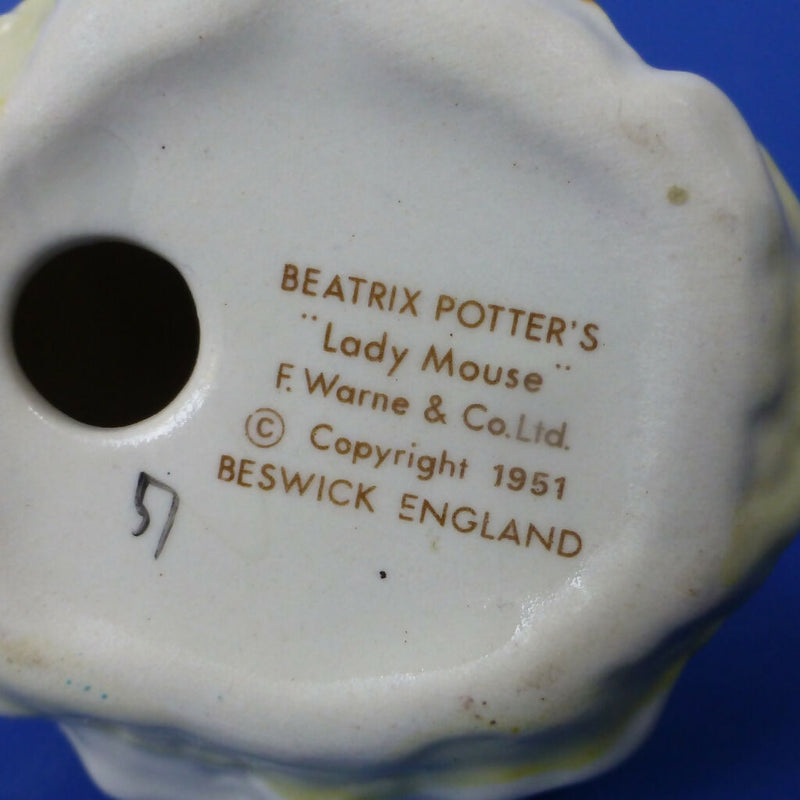 BEATRIX POTTER'S
"Lady Mouse"
F. Warne & Co.Ltd.
© Copyright 1951
BESWICK ENGLAND
57